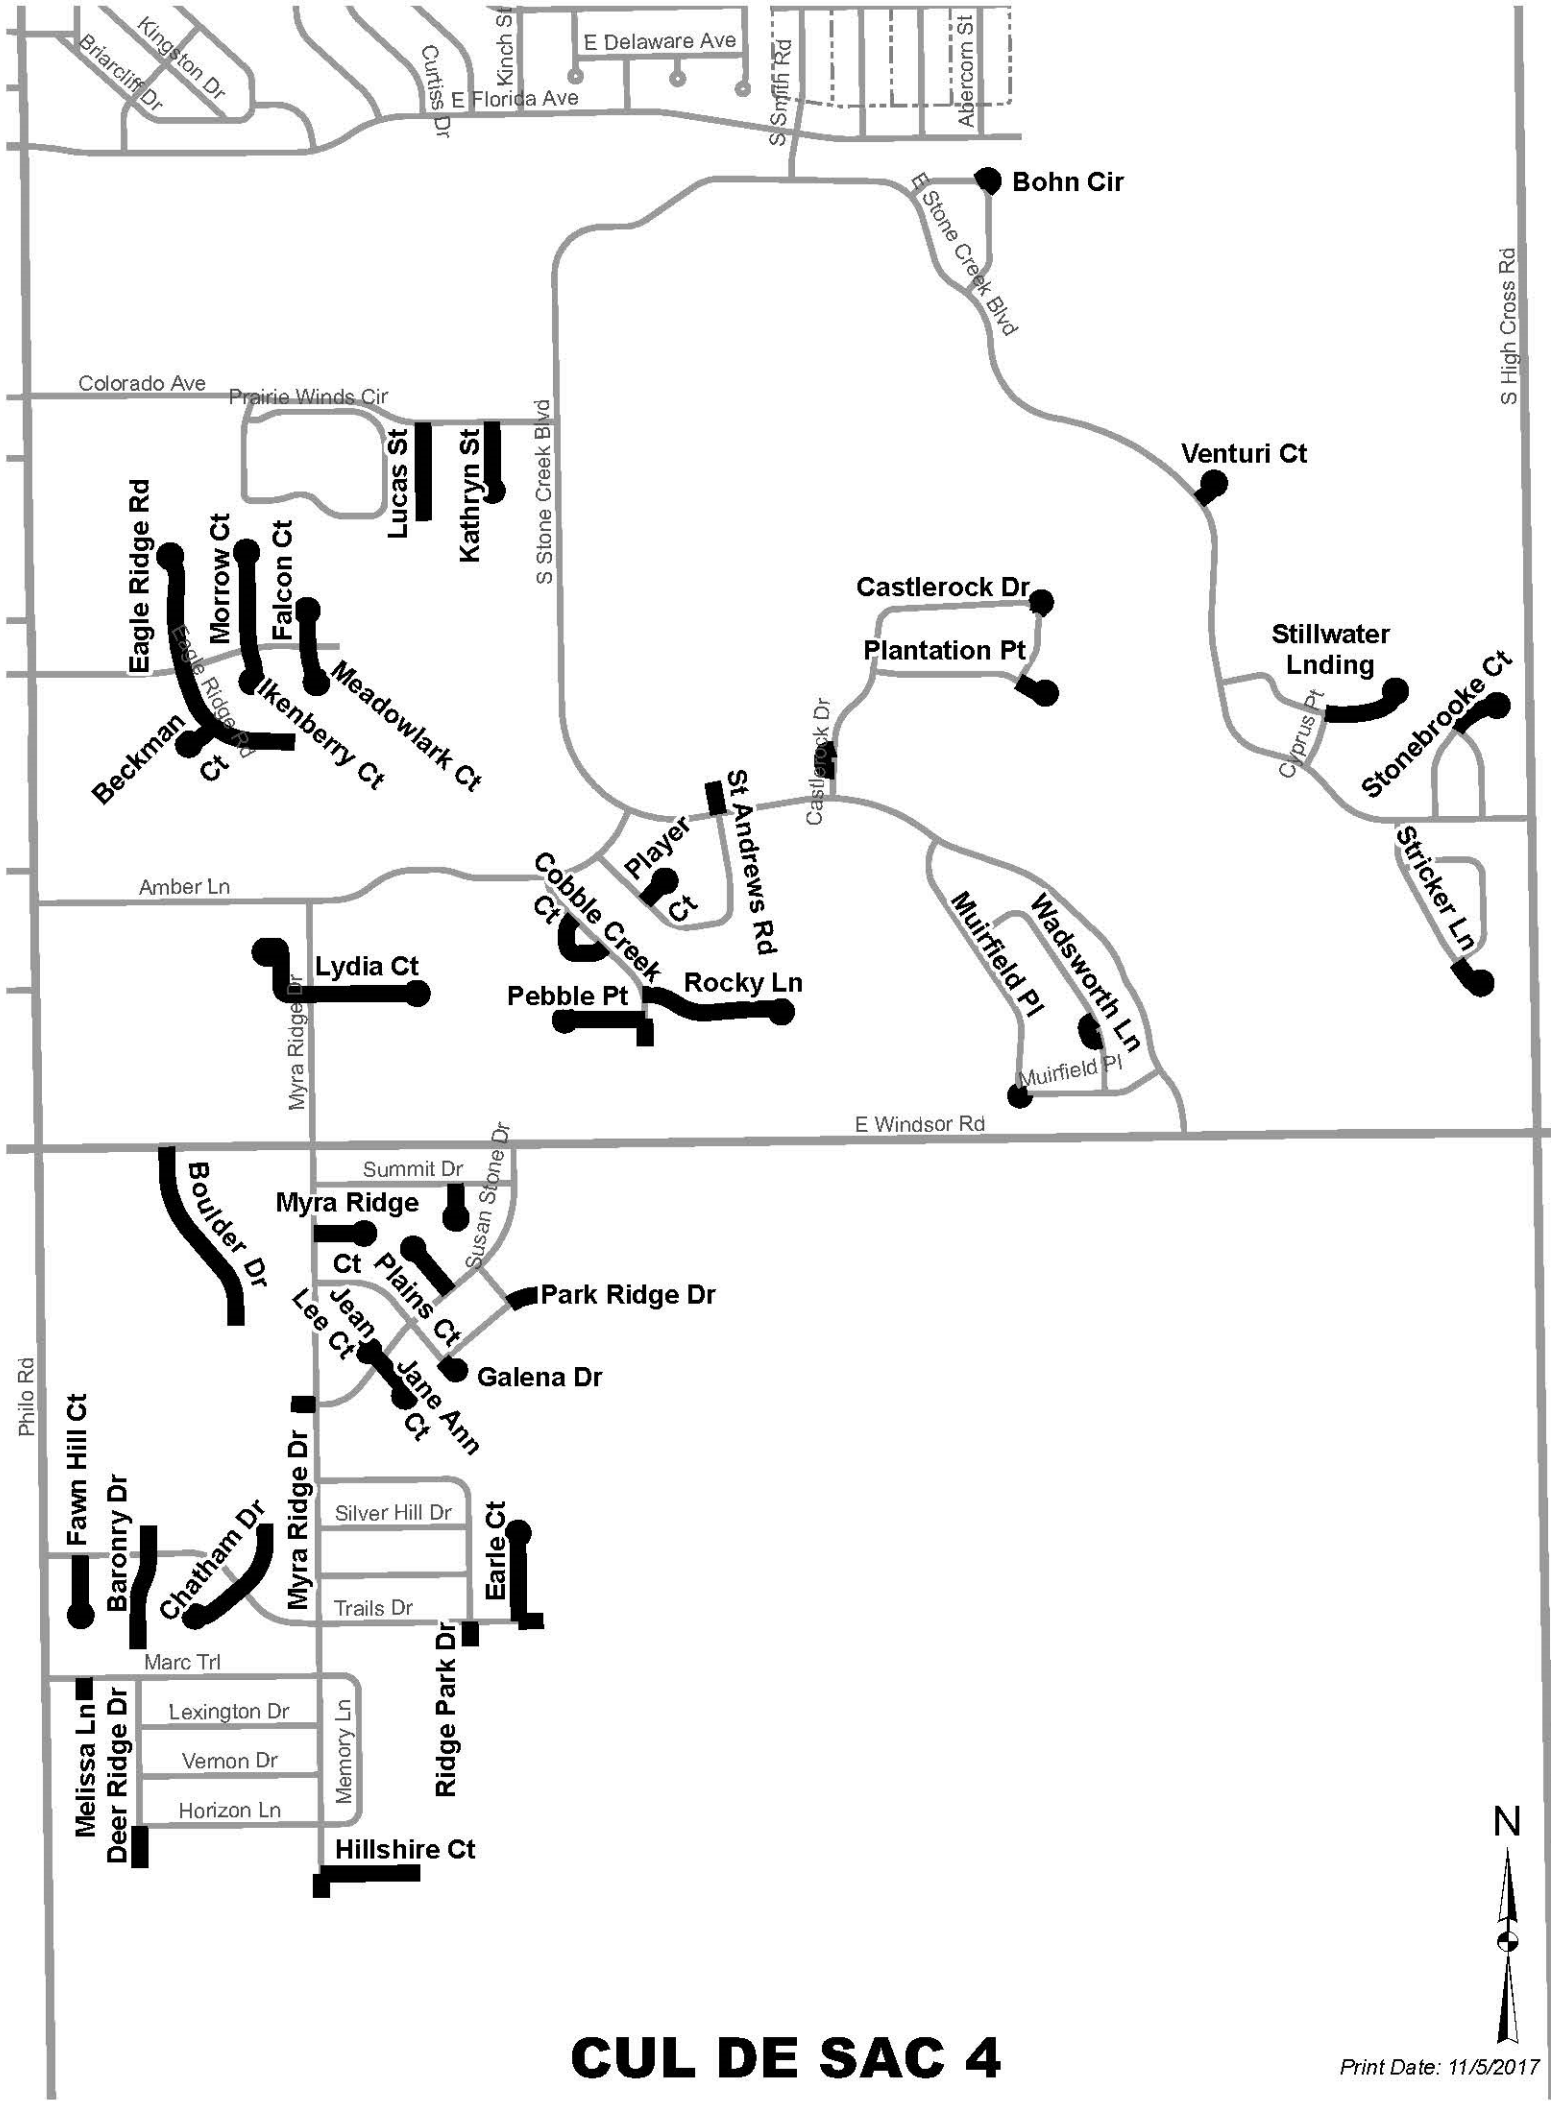 Kingston Dr
Briarcliff Dr
Curtiss Dr
Kinch St
E Delaware Ave
E Florida Ave
S Smith Rd
Abercorn St
Bohn Cir
E Stone Creek Blvd
S High Cross Rd
Colorado Ave
Prairie Winds Cir
Lucas St
Kathryn St
S Stone Creek Blvd
Venturi Ct
Eagle Ridge Rd
Morrow Ct
Falcon Ct
Eagle Ridge Rd
Beckman
Ct
Ikenberry Ct
Meadowlark Ct
Castlerock Dr
Plantation Pt
Castlerock Dr
Stillwater
Lnding
Cyprus Pt
Stonebrooke Ct
Stricker Ln
St Andrews Rd
Player
Ct
Amber Ln
Cobble Creek
Ct
Lydia Ct
Myra Ridge Dr
Pebble Pt
Rocky Ln
Muirfield Pl
Wadsworth Ln
Muirfield Pl
E Windsor Rd
Boulder Dr
Summit Dr
Susan Stone Dr
Myra Ridge
Ct
Plains Ct
Park Ridge Dr
Jean
Lee Ct
Jane Ann
Ct
Galena Dr
Philo Rd
Fawn Hill Ct
Baronry Dr
Chatham Dr
Myra Ridge Dr
Silver Hill Dr
Earle Ct
Trails Dr
Ridge Park Dr
Marc Trl
Melissa Ln
Deer Ridge Dr
Lexington Dr
Vernon Dr
Memory Ln
Horizon Ln
Hillshire Ct
N
CUL DE SAC 4
Print Date: 11/5/2017